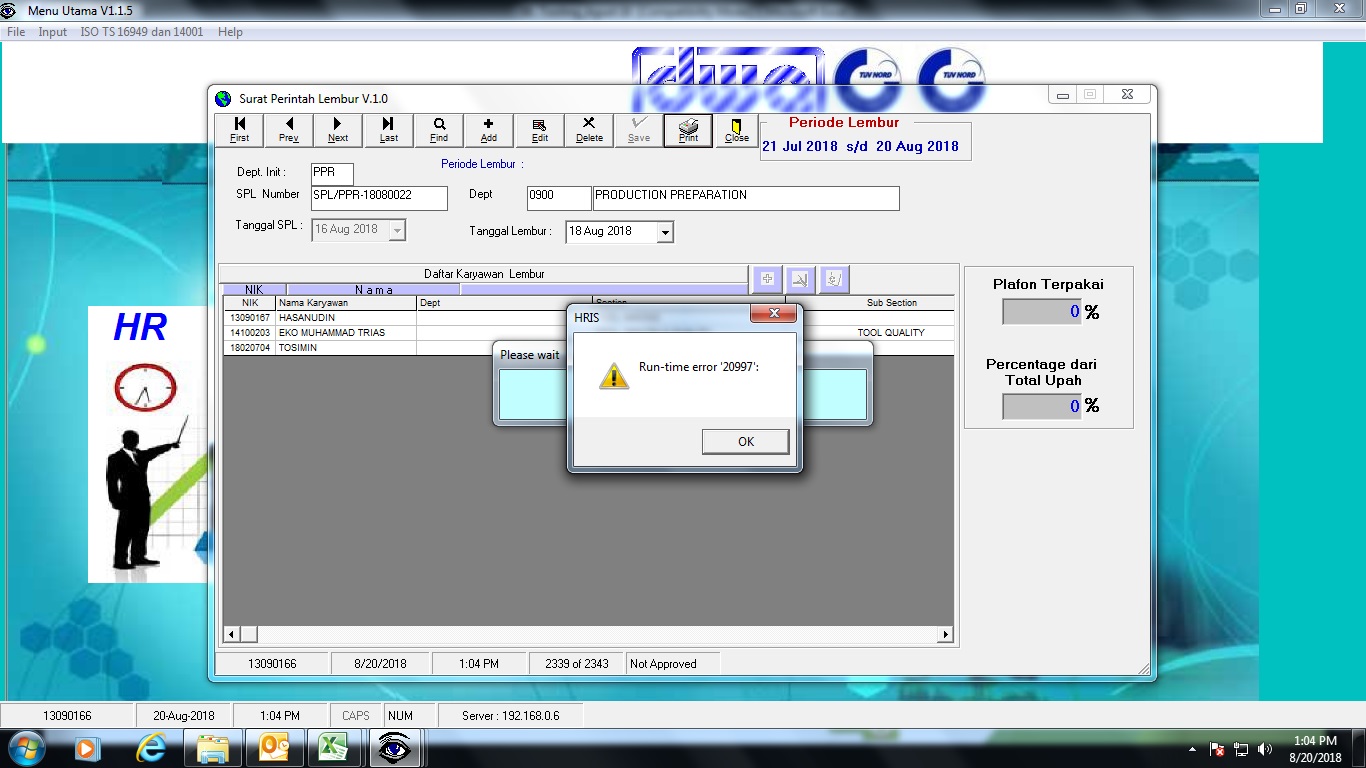 Menu Utama V1.1.5
File Input ISO TS 16949 dan 14001 Help
dwa TUV NORD TUV NORD
Surat Perintah Lembur V.1.0
First Prev Next Last Find Add Edit Delete Save Print Close
Periode Lembur
21 Jul 2018 s/d 20 Aug 2018
Periode Lembur :
Dept. Init : PPR
SPL Number SPL/PPR-18080022 Dept 0900 PRODUCTION PREPARATION
Tanggal SPL : 16 Aug 2018 Tanggal Lembur : 18 Aug 2018
Daftar Karyawan Lembur
NIK N a m a
NIK Nama Karyawan Dept Section Sub Section
13090167 HASANUDIN
14100203 EKO MUHAMMAD TRIAS TOOL QUALITY
18020704 TOSIMIN
Plafon Terpakai
0 %
Percentage dari
Total Upah
0 %
HR
Please wait
HRIS
Run-time error '20997':
OK
13090166 8/20/2018 1:04 PM 2339 of 2343 Not Approved
13090166 20-Aug-2018 1:04 PM CAPS NUM Server : 192.168.0.6
1:04 PM
8/20/2018